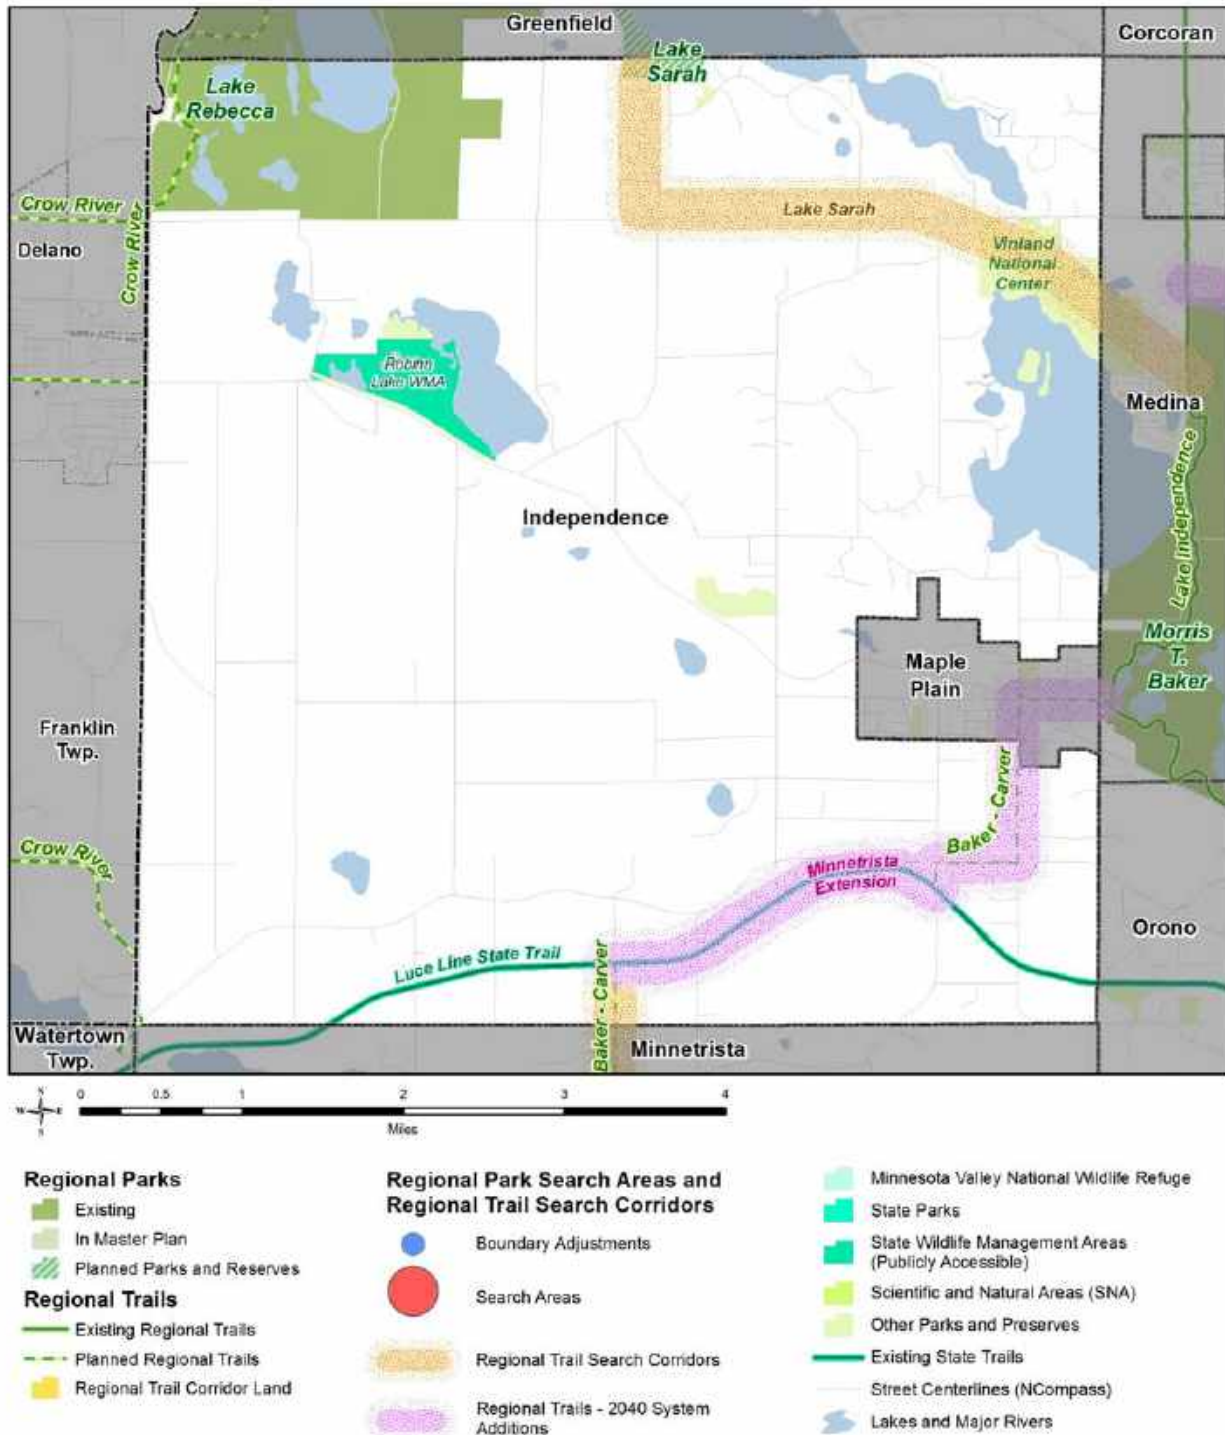 Greenfield
Corcoran
Lake
Sarah
Lake
Rebecca
Crow River
Crow River
Delano
Lake Sarah
Vinland
National
Center
Robina
Lake WMA
Medina
Lake Independence
Independence
Morris
T.
Baker
Maple
Plain
Franklin
Twp.
Baker - Carver
Crow River
Minnetrista
Extension
Orono
Luce Line State Trail
Baker - Carver
Watertown
Twp.
Minnetrista
N
W E
S
0 0.5 1 2 3 4
Miles
Regional Parks
Existing
In Master Plan
Planned Parks and Reserves
Regional Trails
Existing Regional Trails
Planned Regional Trails
Regional Trail Corridor Land
Regional Park Search Areas and
Regional Trail Search Corridors
Boundary Adjustments
Search Areas
Regional Trail Search Corridors
Regional Trails - 2040 System
Additions
Minnesota Valley National Wildlife Refuge
State Parks
State Wildlife Management Areas
(Publicly Accessible)
Scientific and Natural Areas (SNA)
Other Parks and Preserves
Existing State Trails
Street Centerlines (NCompass)
Lakes and Major Rivers